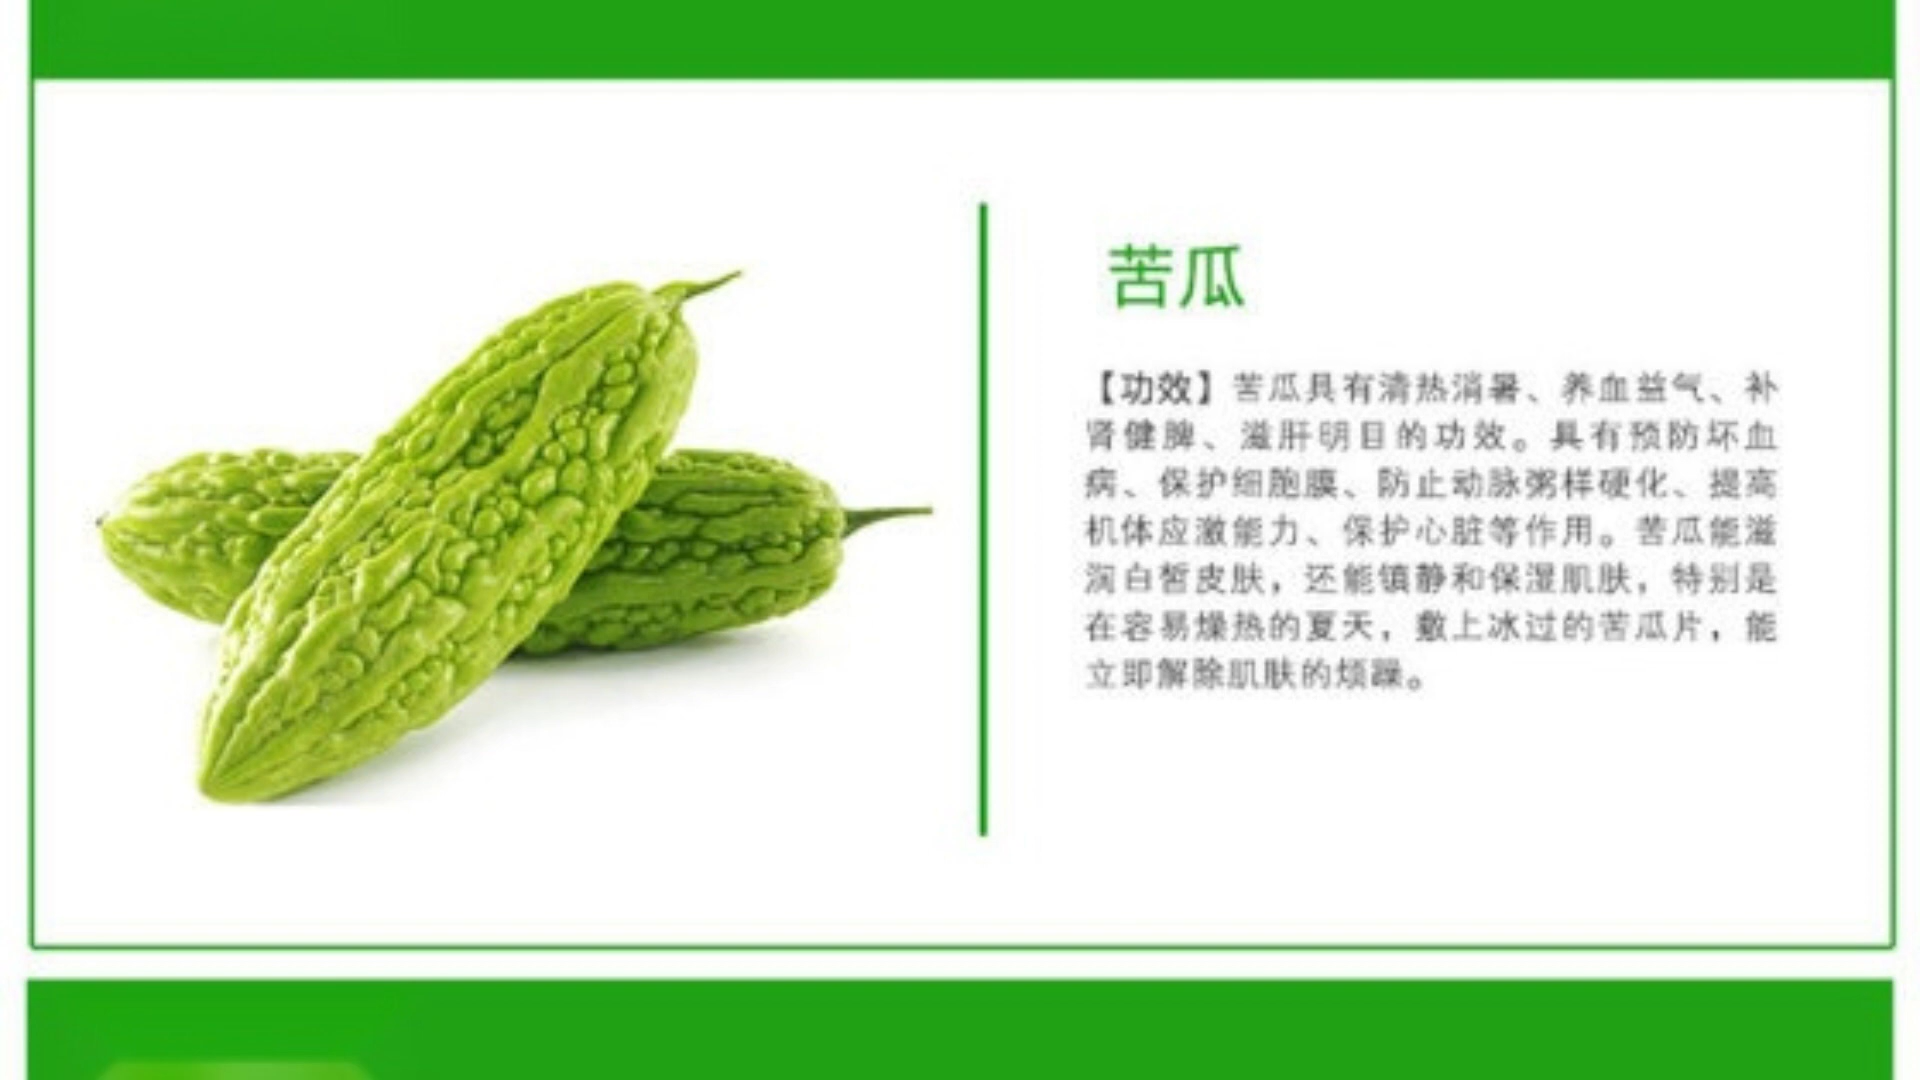 苦瓜
【功效】苦瓜具有清热消暑、养血益气、补
肾健脾、滋肝明目的功效。具有预防坏血
病、保护细胞膜、防止动脉粥样硬化、提高
机体应激能力、保护心脏等作用。苦瓜能滋
润白皙皮肤，还能镇静和保湿肌肤，特别是
在容易燥热的夏天，敷上冰过的苦瓜片，能
立即解除肌肤的烦躁。